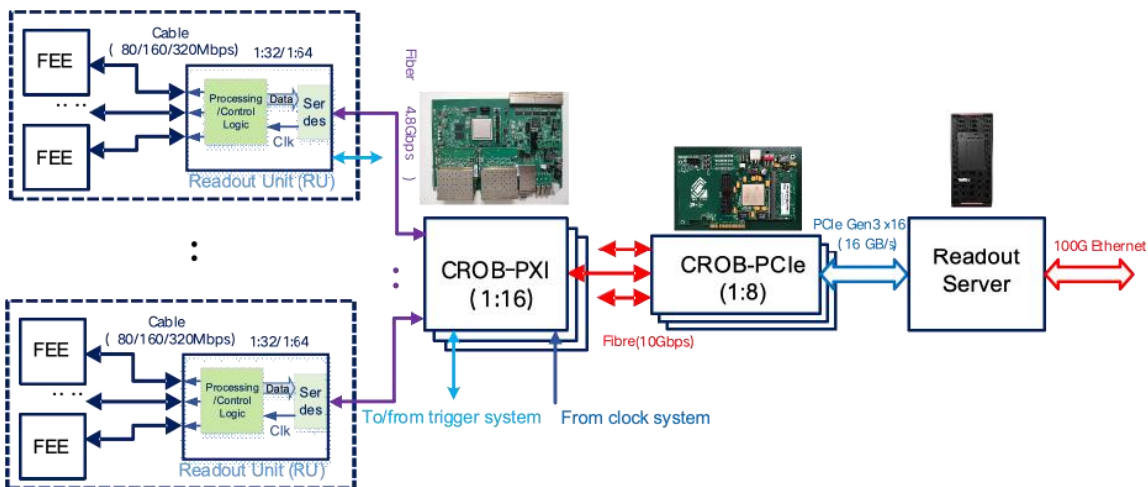 Cable
( 80/160/320Mbps)
1:32/1:64
FEE
Processing
/Control
Logic
Data
Ser
des
Clk
FEE
Readout Unit (RU)
Fiber 4.8Gbps )
CROB-PXI
(1:16)
CROB-PCIe
(1:8)
PCIe Gen3 x16
(16 GB/s)
Readout
Server
100G Ethernet
Fibre(10Gbps)
To/from trigger system
From clock system
Cable
( 80/160/320Mbps)
1:32/1:64
FEE
Processing
/Control
Logic
Data
Ser
des
Clk
FEE
Readout Unit (RU)